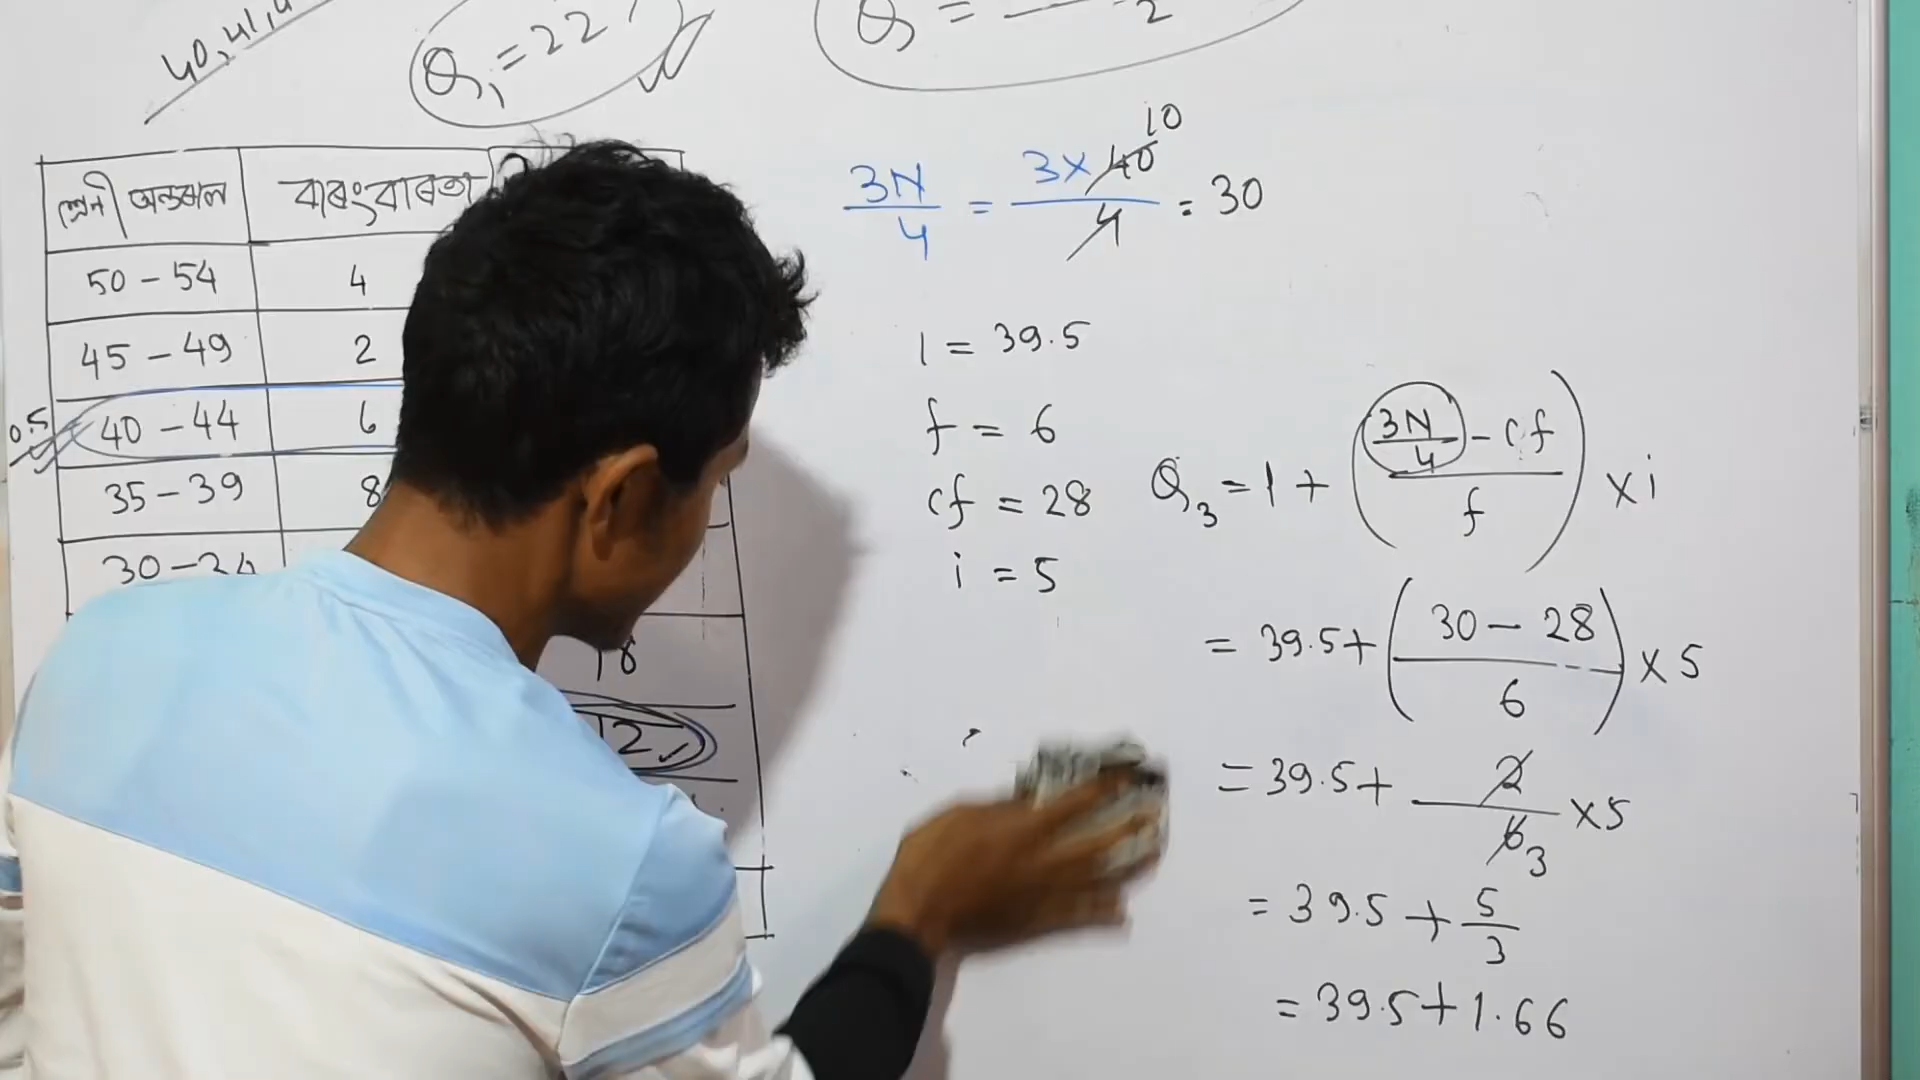 40, 41, 4
Q₁ = 22
Q = ― 2
শ্ৰেণী অন্তৰাল বাৰংবাৰতা
50 – 54 4
45 – 49 2
0.5 40 – 44 6
35 – 39 8
30 – 34
18
12
3N/4 = 3 × 40/4 = 30
10
l = 39.5
f = 6
cf = 28
i = 5
Q₃ = l + (3N/4 – cf / f) × i
= 39.5 + (30 – 28 / 6) × 5
= 39.5 + 2/6 × 5
3
= 39.5 + 5/3
= 39.5 + 1.66